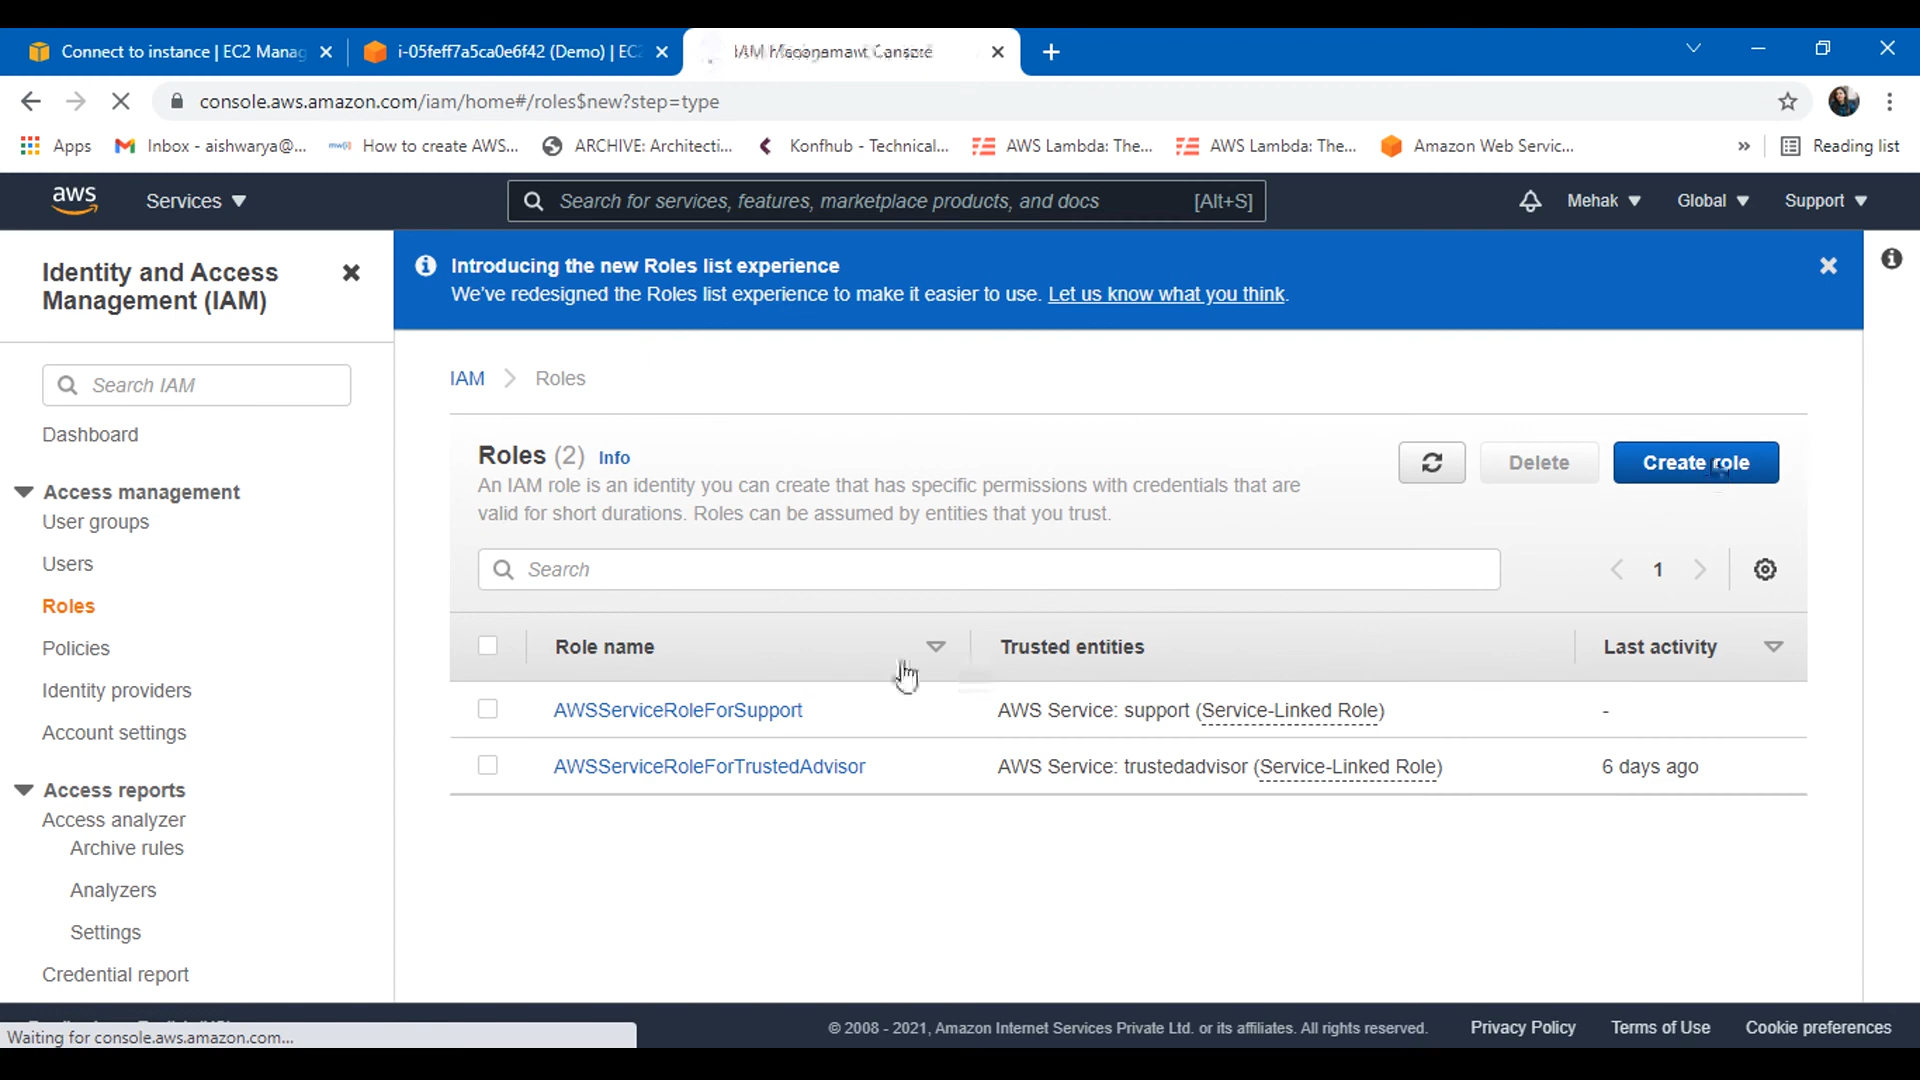 Connect to instance | EC2 Manag
i-05feff7a5ca0e6f42 (Demo) | EC2
console.aws.amazon.com/iam/home#/roles$new?step=type
Apps
Inbox - aishwarya@...
How to create AWS...
ARCHIVE: Architecti...
Konfhub - Technical...
AWS Lambda: The...
AWS Lambda: The...
Amazon Web Servic...
»
Reading list
aws
Services
Search for services, features, marketplace products, and docs
[Alt+S]
Mehak
Global
Support
Identity and Access
Management (IAM)
Search IAM
Dashboard
Access management
User groups
Users
Roles
Policies
Identity providers
Account settings
Access reports
Access analyzer
Archive rules
Analyzers
Settings
Credential report
Introducing the new Roles list experience
We've redesigned the Roles list experience to make it easier to use. Let us know what you think.
IAM
Roles
Roles (2) Info
An IAM role is an identity you can create that has specific permissions with credentials that are
valid for short durations. Roles can be assumed by entities that you trust.
Delete
Create role
Search
1
Role name
Trusted entities
Last activity
AWSServiceRoleForSupport
AWS Service: support (Service-Linked Role)
-
AWSServiceRoleForTrustedAdvisor
AWS Service: trustedadvisor (Service-Linked Role)
6 days ago
Waiting for console.aws.amazon.com...
© 2008 - 2021, Amazon Internet Services Private Ltd. or its affiliates. All rights reserved.
Privacy Policy
Terms of Use
Cookie preferences